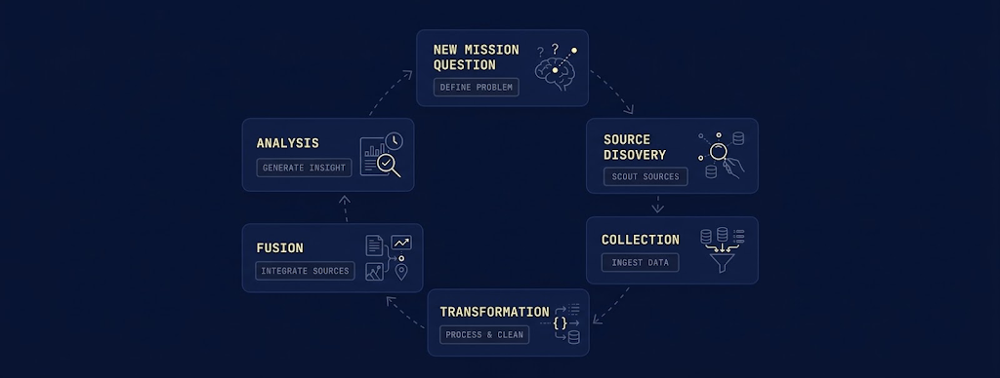 NEW MISSION
QUESTION
DEFINE PROBLEM
SOURCE
DISOVERY
SCOUT SOURCES
COLLECTION
INGEST DATA
TRANSFORMATION
PROCESS & CLEAN
FUSION
INTEGRATE SOURCES
ANALYSIS
GENERATE INSIGHT
? ?
{}